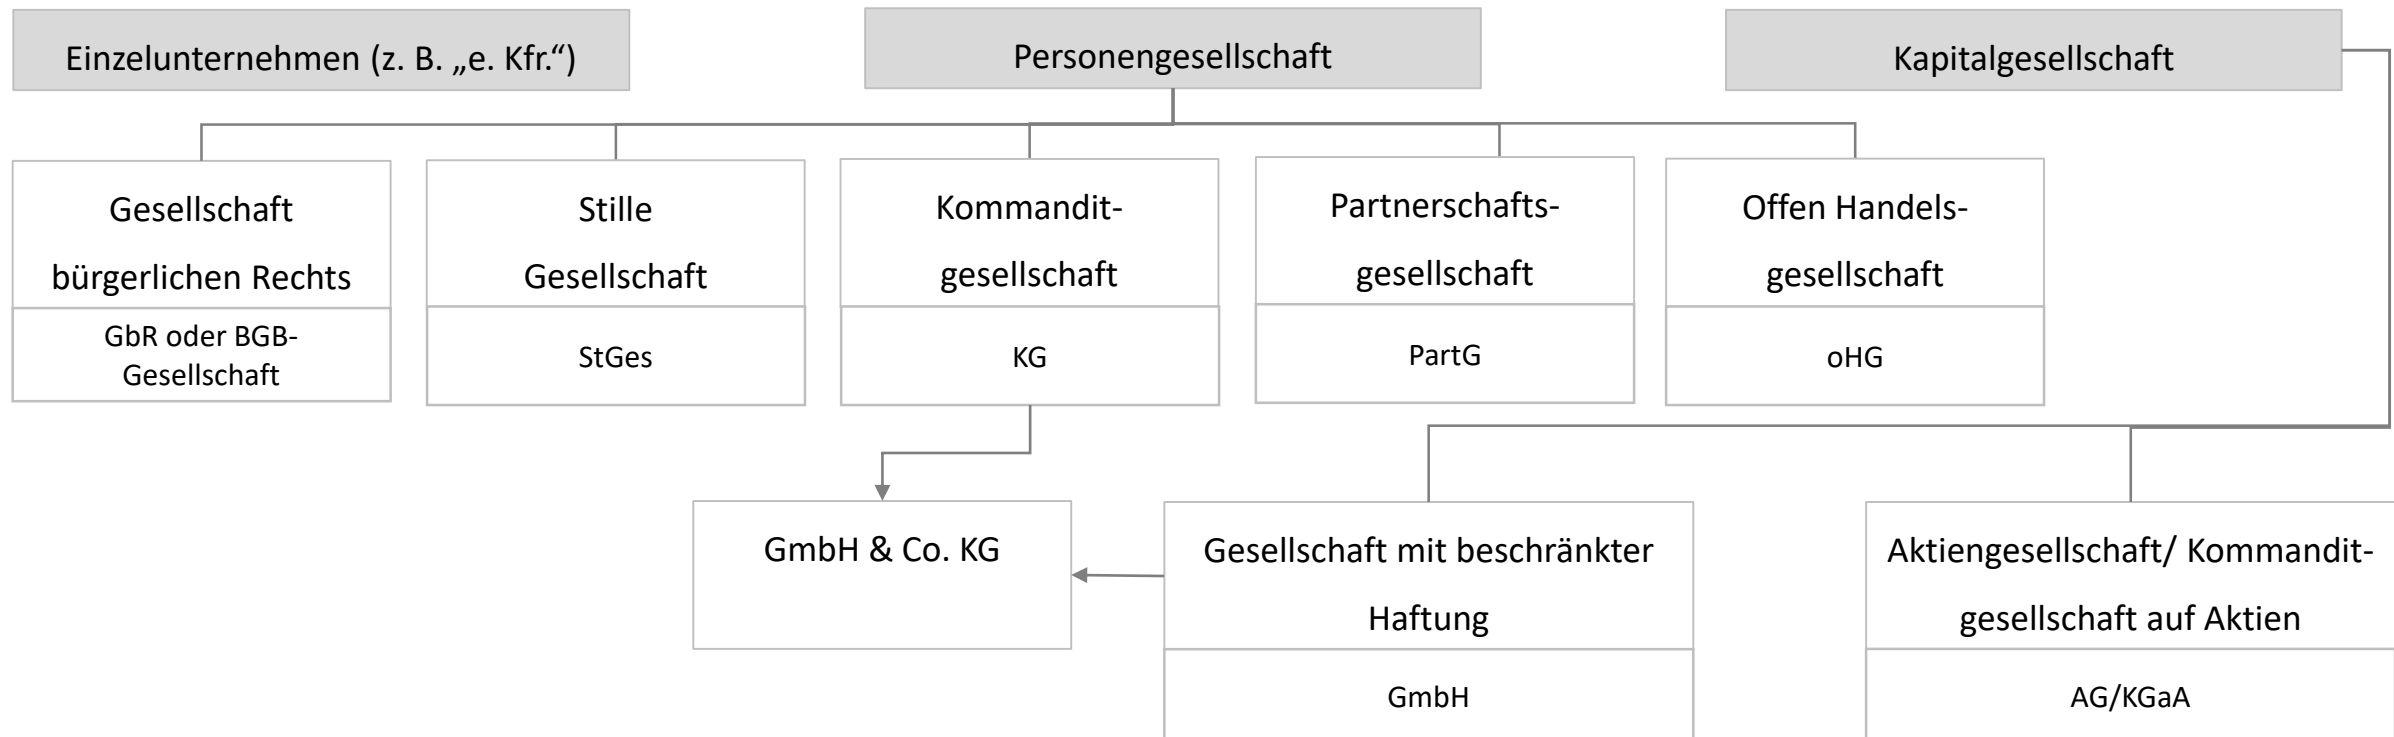 Einzelunternehmen (z. B. „e. Kfr.“)
Personengesellschaft
Kapitalgesellschaft
Gesellschaft
bürgerlichen Rechts
GbR oder BGB-
Gesellschaft
Stille
Gesellschaft
StGes
Kommandit-
gesellschaft
KG
Partnerschafts-
gesellschaft
PartG
Offen Handels-
gesellschaft
oHG
GmbH & Co. KG
Gesellschaft mit beschränkter
Haftung
GmbH
Aktiengesellschaft/ Kommandit-
gesellschaft auf Aktien
AG/KGaA